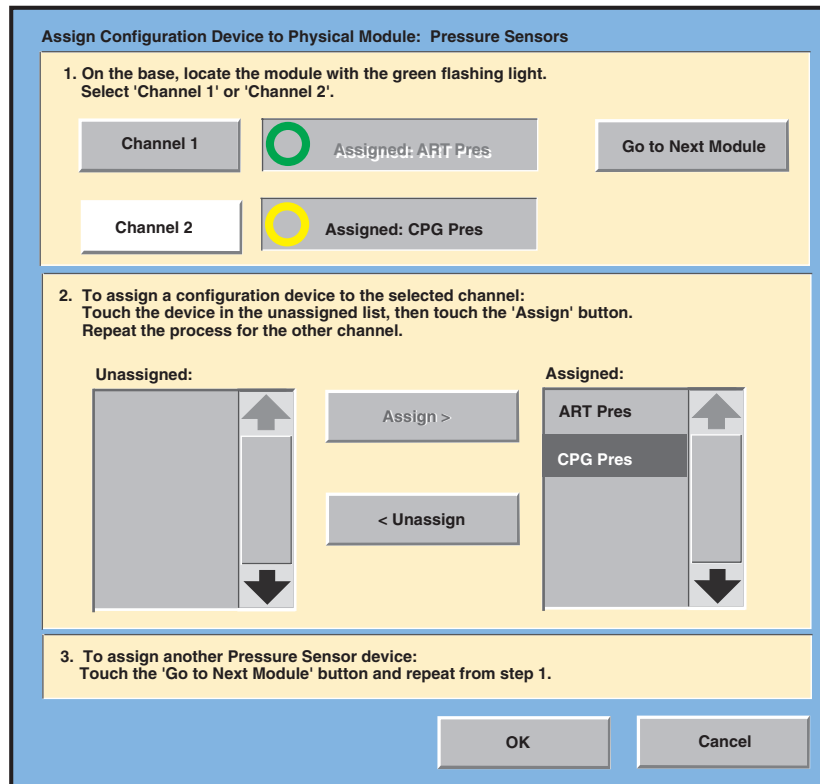 Assign Configuration Device to Physical Module: Pressure Sensors
1. On the base, locate the module with the green flashing light.
Select 'Channel 1' or 'Channel 2'.
Channel 1
Assigned: ART Pres
Go to Next Module
Channel 2
Assigned: CPG Pres
2. To assign a configuration device to the selected channel:
Touch the device in the unassigned list, then touch the 'Assign' button.
Repeat the process for the other channel.
Unassigned:
Assigned:
Assign >
ART Pres
CPG Pres
< Unassign
3. To assign another Pressure Sensor device:
Touch the 'Go to Next Module' button and repeat from step 1.
OK
Cancel